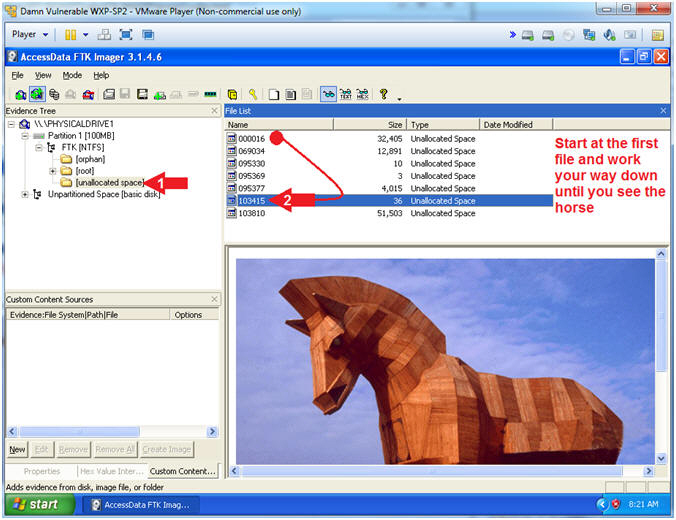 Damn Vulnerable WXP-SP2 - VMware Player (Non-commercial use only)
Player
AccessData FTK Imager 3.1.4.6
File View Mode Help
Evidence Tree
\\.\PHYSICALDRIVE1
Partition 1 [100MB]
FTK [NTFS]
[orphan]
[root]
[unallocated space]
1
Unpartitioned Space [basic disk]
File List
Name Size Type Date Modified
000016 32,405 Unallocated Space
069034 12,891 Unallocated Space
095330 10 Unallocated Space
095369 3 Unallocated Space
095377 4,015 Unallocated Space
103415 2 36 Unallocated Space
103810 51,503 Unallocated Space
Start at the first
file and work
your way down
until you see the
horse
Custom Content Sources
Evidence:File System|Path|File Options
New Edit Remove Remove All Create Image
Properties Hex Value Inter... Custom Content...
Adds evidence from disk, image file, or folder
start AccessData FTK Imag... 8:21 AM
TEXT HEX